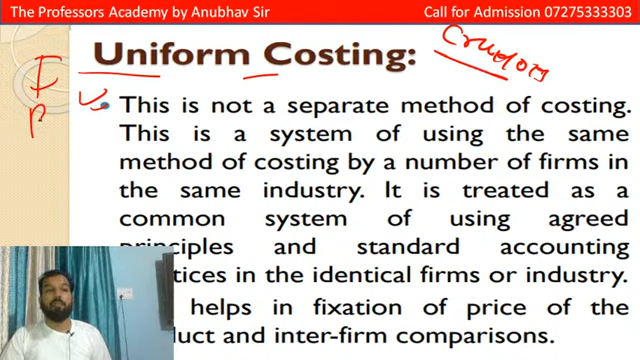 The Professors Academy by Anubhav Sir
Call for Admission 07275333303
Uniform Costing:
This is not a separate method of costing.
This is a system of using the same
method of costing by a number of firms in
the same industry. It is treated as a
common system of using agreed
principles and standard accounting
in the identical firms or industry.
helps in fixation of price of the
and inter-firm comparisons.